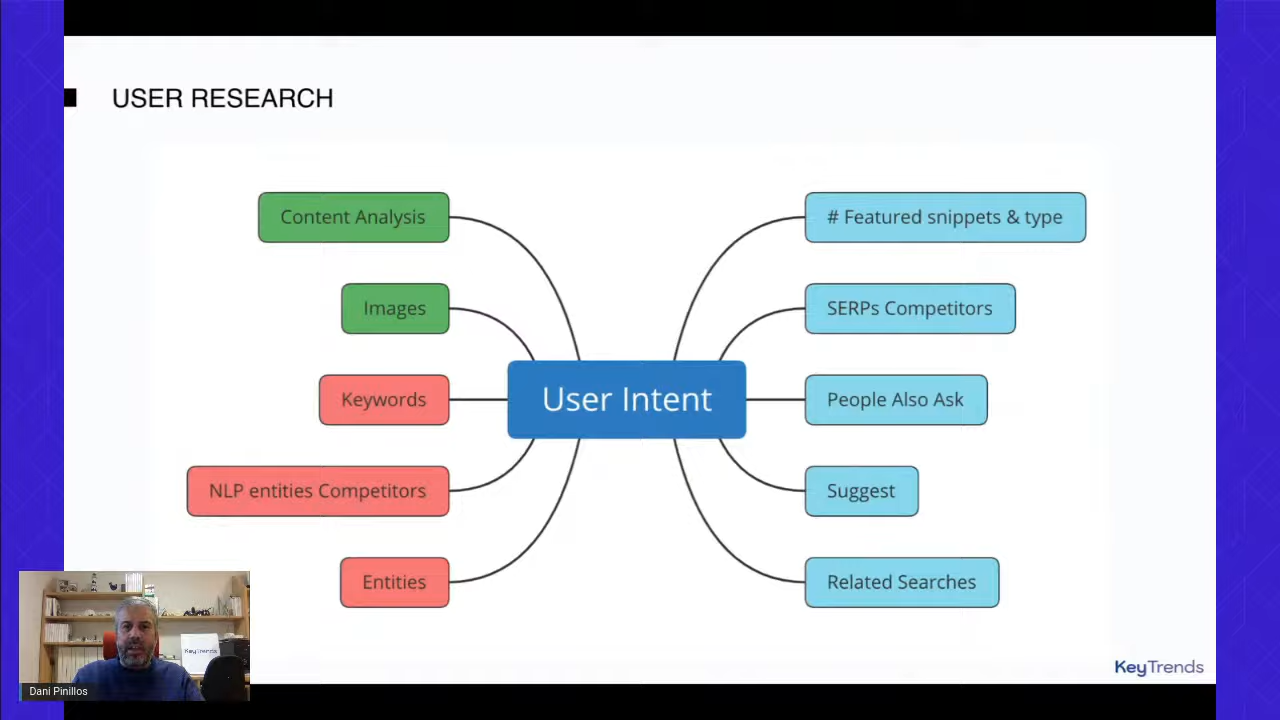 USER RESEARCH
Content Analysis
Images
Keywords
NLP entities Competitors
Entities
User Intent
# Featured snippets & type
SERPs Competitors
People Also Ask
Suggest
Related Searches
KeyTrends
KeyTrends
Dani Pinillos